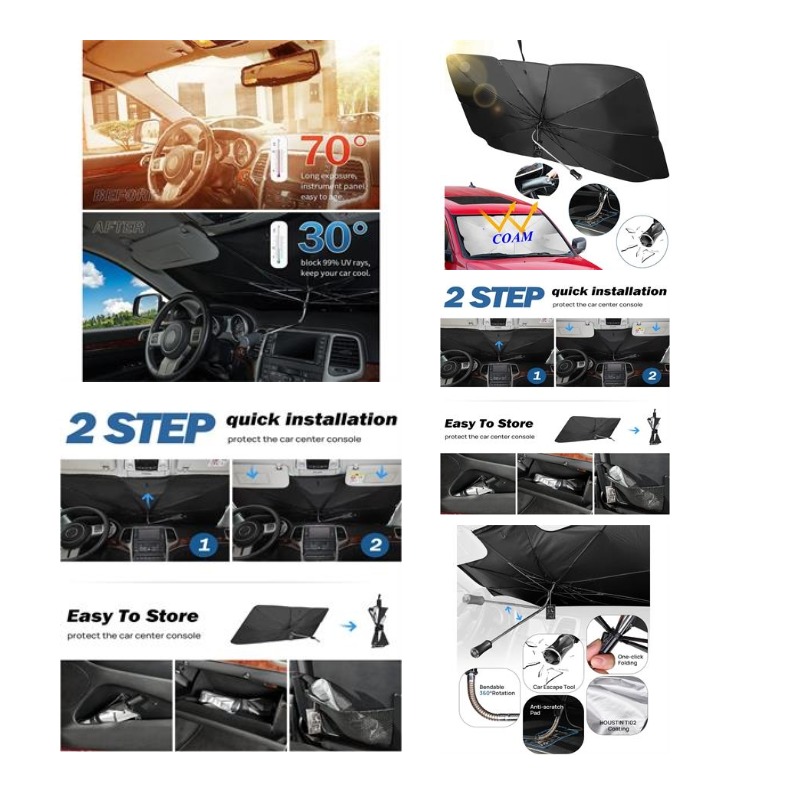 BEFORE
70°
Long exposure,
instrument panel
easy to age.
AFTER
30°
block 99% UV rays,
keep your car cool.
2 STEP quick installation
protect the car center console
1
2
Easy To Store
protect the car center console
COAM
2 STEP quick installation
protect the car center console
1
2
Easy To Store
protect the car center console
One-click
Folding
Bendable
360°Rotation
Car Escape Tool
Anti-scratch
Pad
Coating